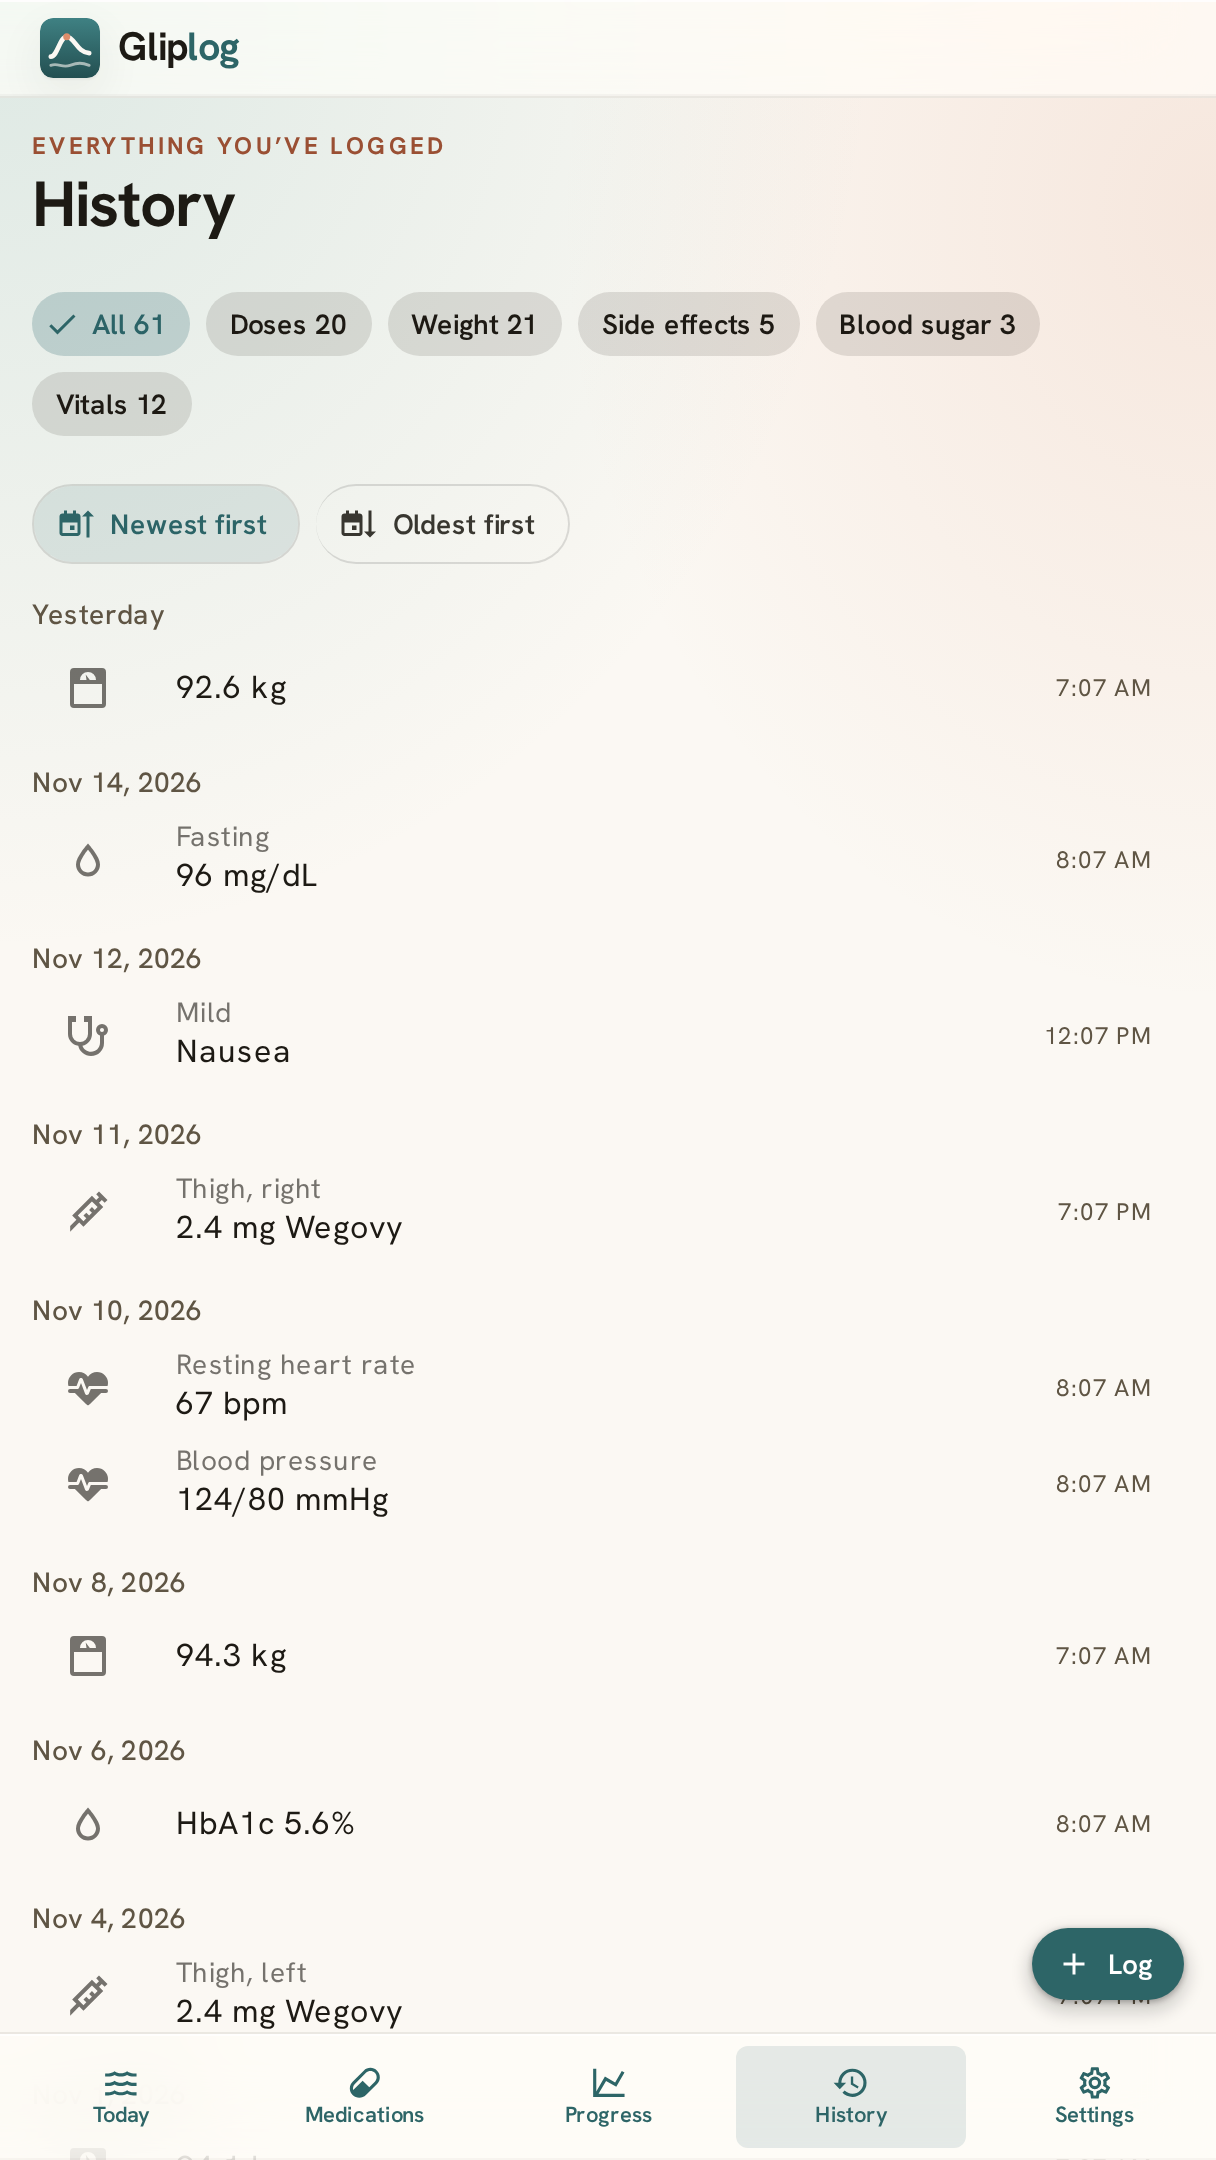 Gliplog
EVERYTHING YOU’VE LOGGED
History
All 61
Doses 20
Weight 21
Side effects 5
Blood sugar 3
Vitals 12
Newest first
Oldest first
Yesterday
92.6 kg
7:07 AM
Nov 14, 2026
Fasting
96 mg/dL
8:07 AM
Nov 12, 2026
Mild
Nausea
12:07 PM
Nov 11, 2026
Thigh, right
2.4 mg Wegovy
7:07 PM
Nov 10, 2026
Resting heart rate
67 bpm
8:07 AM
Blood pressure
124/80 mmHg
8:07 AM
Nov 8, 2026
94.3 kg
7:07 AM
Nov 6, 2026
HbA1c 5.6%
8:07 AM
Nov 4, 2026
Thigh, left
2.4 mg Wegovy
Log
Today
Medications
Progress
History
Settings